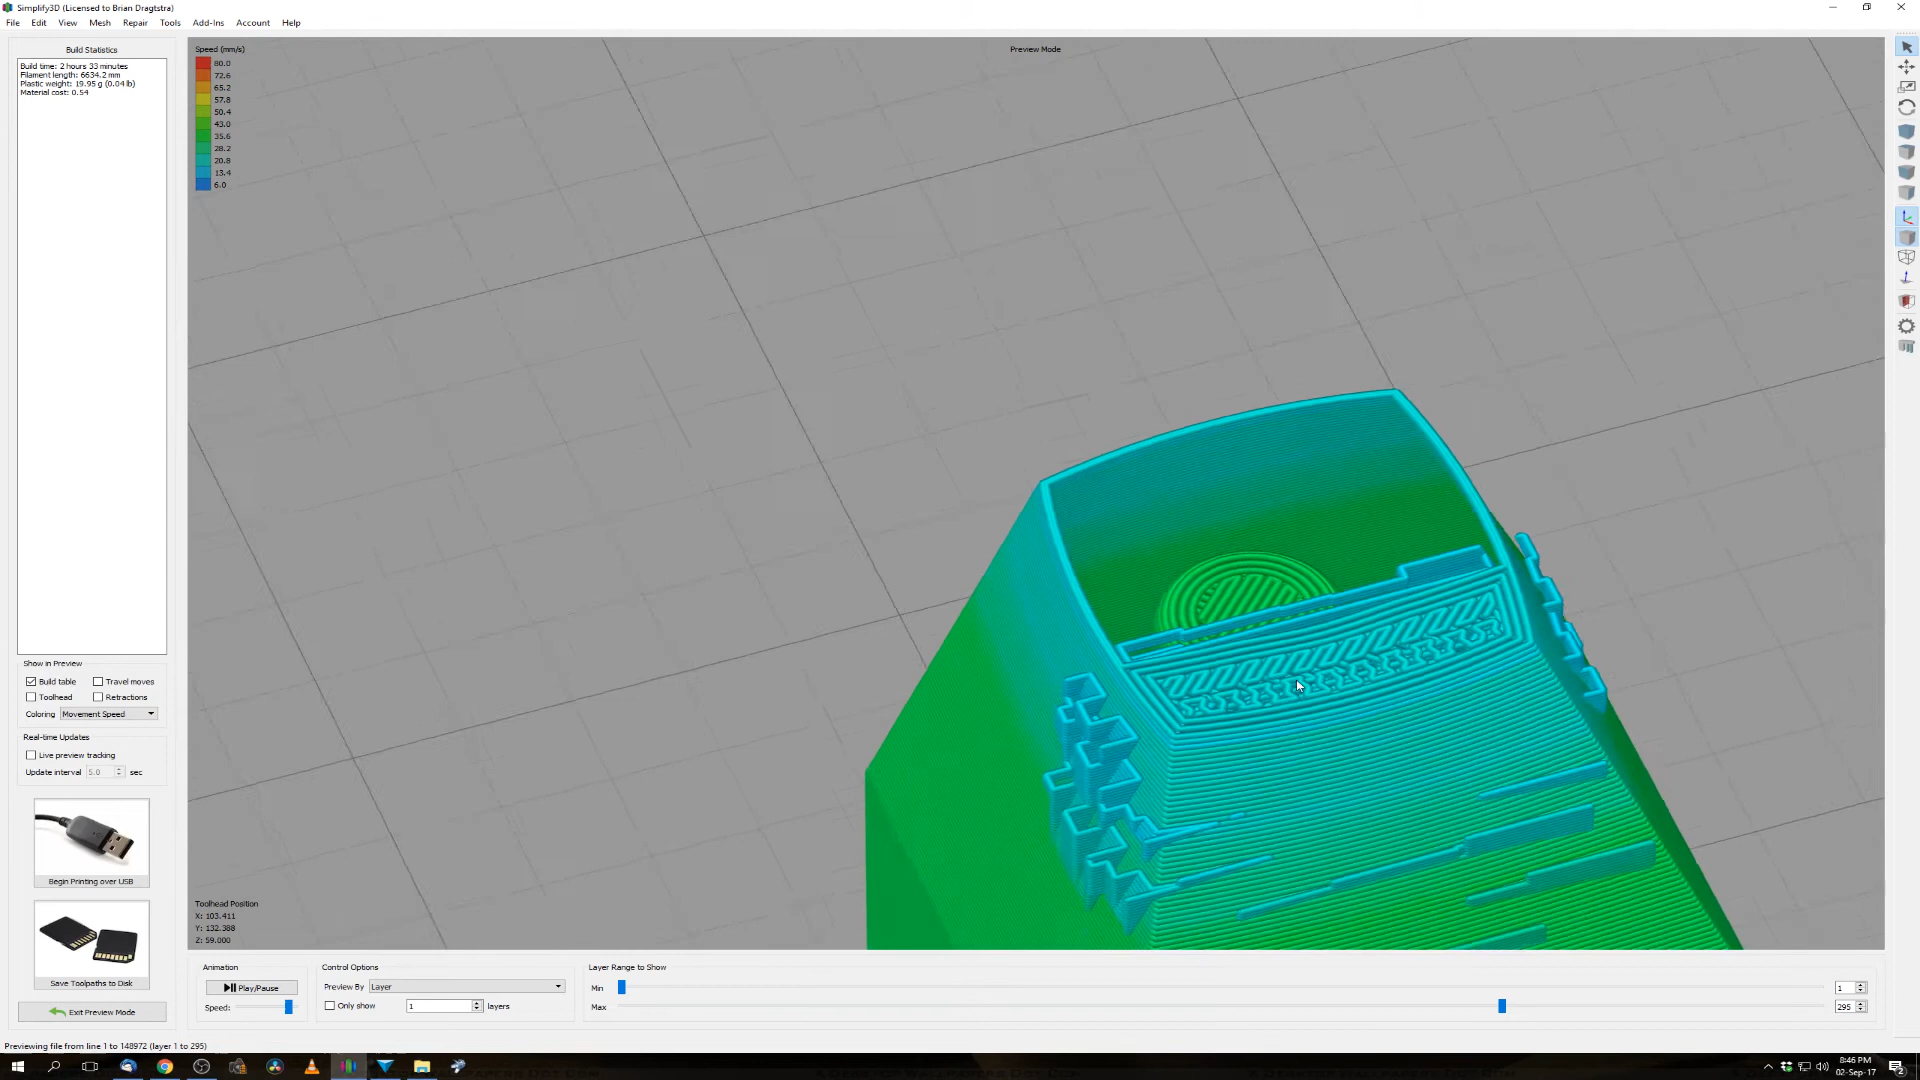 Simplify3D (Licensed to Brian Dragtstra)
File Edit View Mesh Repair Tools Add-Ins Account Help
Build Statistics
Build time: 2 hours 33 minutes
Filament length: 6634.2 mm
Plastic weight: 19.95 g (0.04 lb)
Material cost: 0.54
Speed (mm/s)
80.0
72.6
65.2
57.8
50.4
43.0
35.6
28.2
20.8
13.4
6.0
Preview Mode
Show in Preview
Build table Travel moves
Toolhead Retractions
Coloring Movement Speed
Real-time Updates
Live preview tracking
Update interval 5.0 sec
Begin Printing over USB
Save Toolpaths to Disk
Exit Preview Mode
Toolhead Position
X: 103.411
Y: 132.388
Z: 59.000
Animation
Play/Pause
Speed:
Control Options
Preview By Layer
Only show 1 layers
Layer Range to Show
Min 1
Max 295
Previewing file from line 1 to 148972 (layer 1 to 295)
8:46 PM
02-Sep-17
2